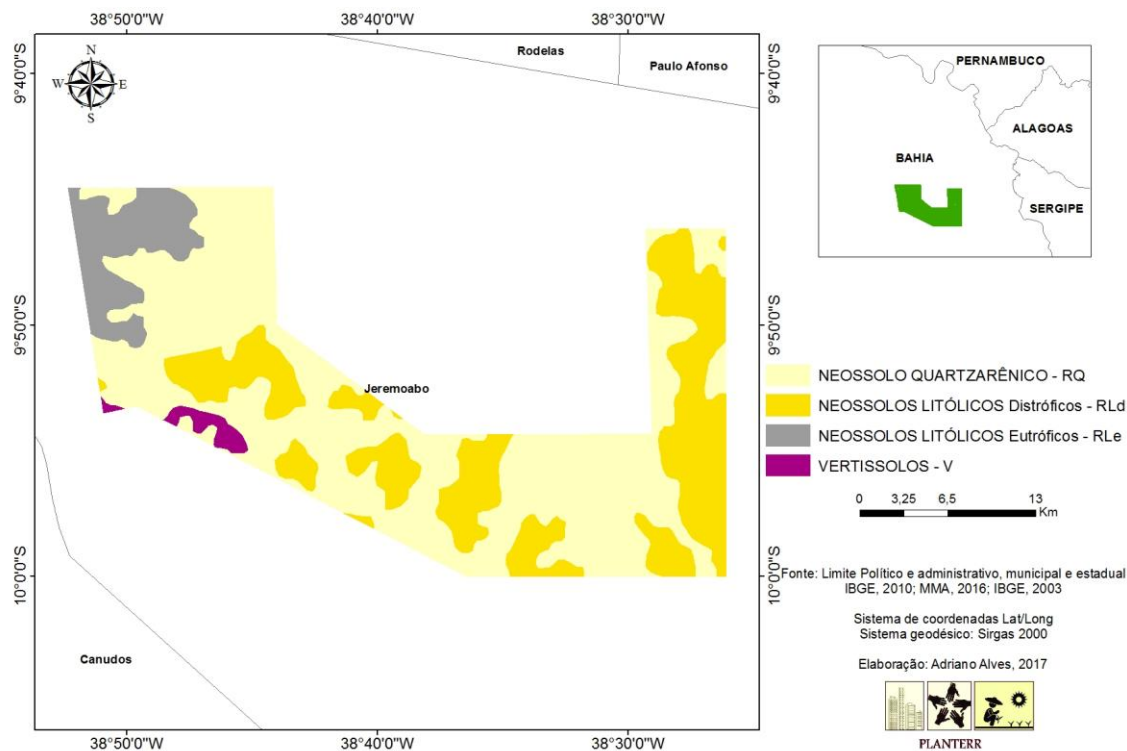 38°50'0"W
38°40'0"W
38°30'0"W
9°40'0"S
9°50'0"S
10°0'0"S
N
W
E
S
Rodelas
Paulo Afonso
Jeremoabo
Canudos
9°40'0"S
9°50'0"S
10°0'0"S
38°50'0"W
38°40'0"W
38°30'0"W
PERNAMBUCO
ALAGOAS
BAHIA
SERGIPE
NEOSSOLO QUARTZARÊNICO - RQ
NEOSSOLOS LITÓLICOS Distróficos - RLd
NEOSSOLOS LITÓLICOS Eutróficos - RLe
VERTISSOLOS - V
0 3,25 6,5 13
Km
Fonte: Limite Político e administrativo, municipal e estadual
IBGE, 2010; MMA, 2016; IBGE, 2003
Sistema de coordenadas Lat/Long
Sistema geodésico: Sirgas 2000
Elaboração: Adriano Alves, 2017
PLANTERR